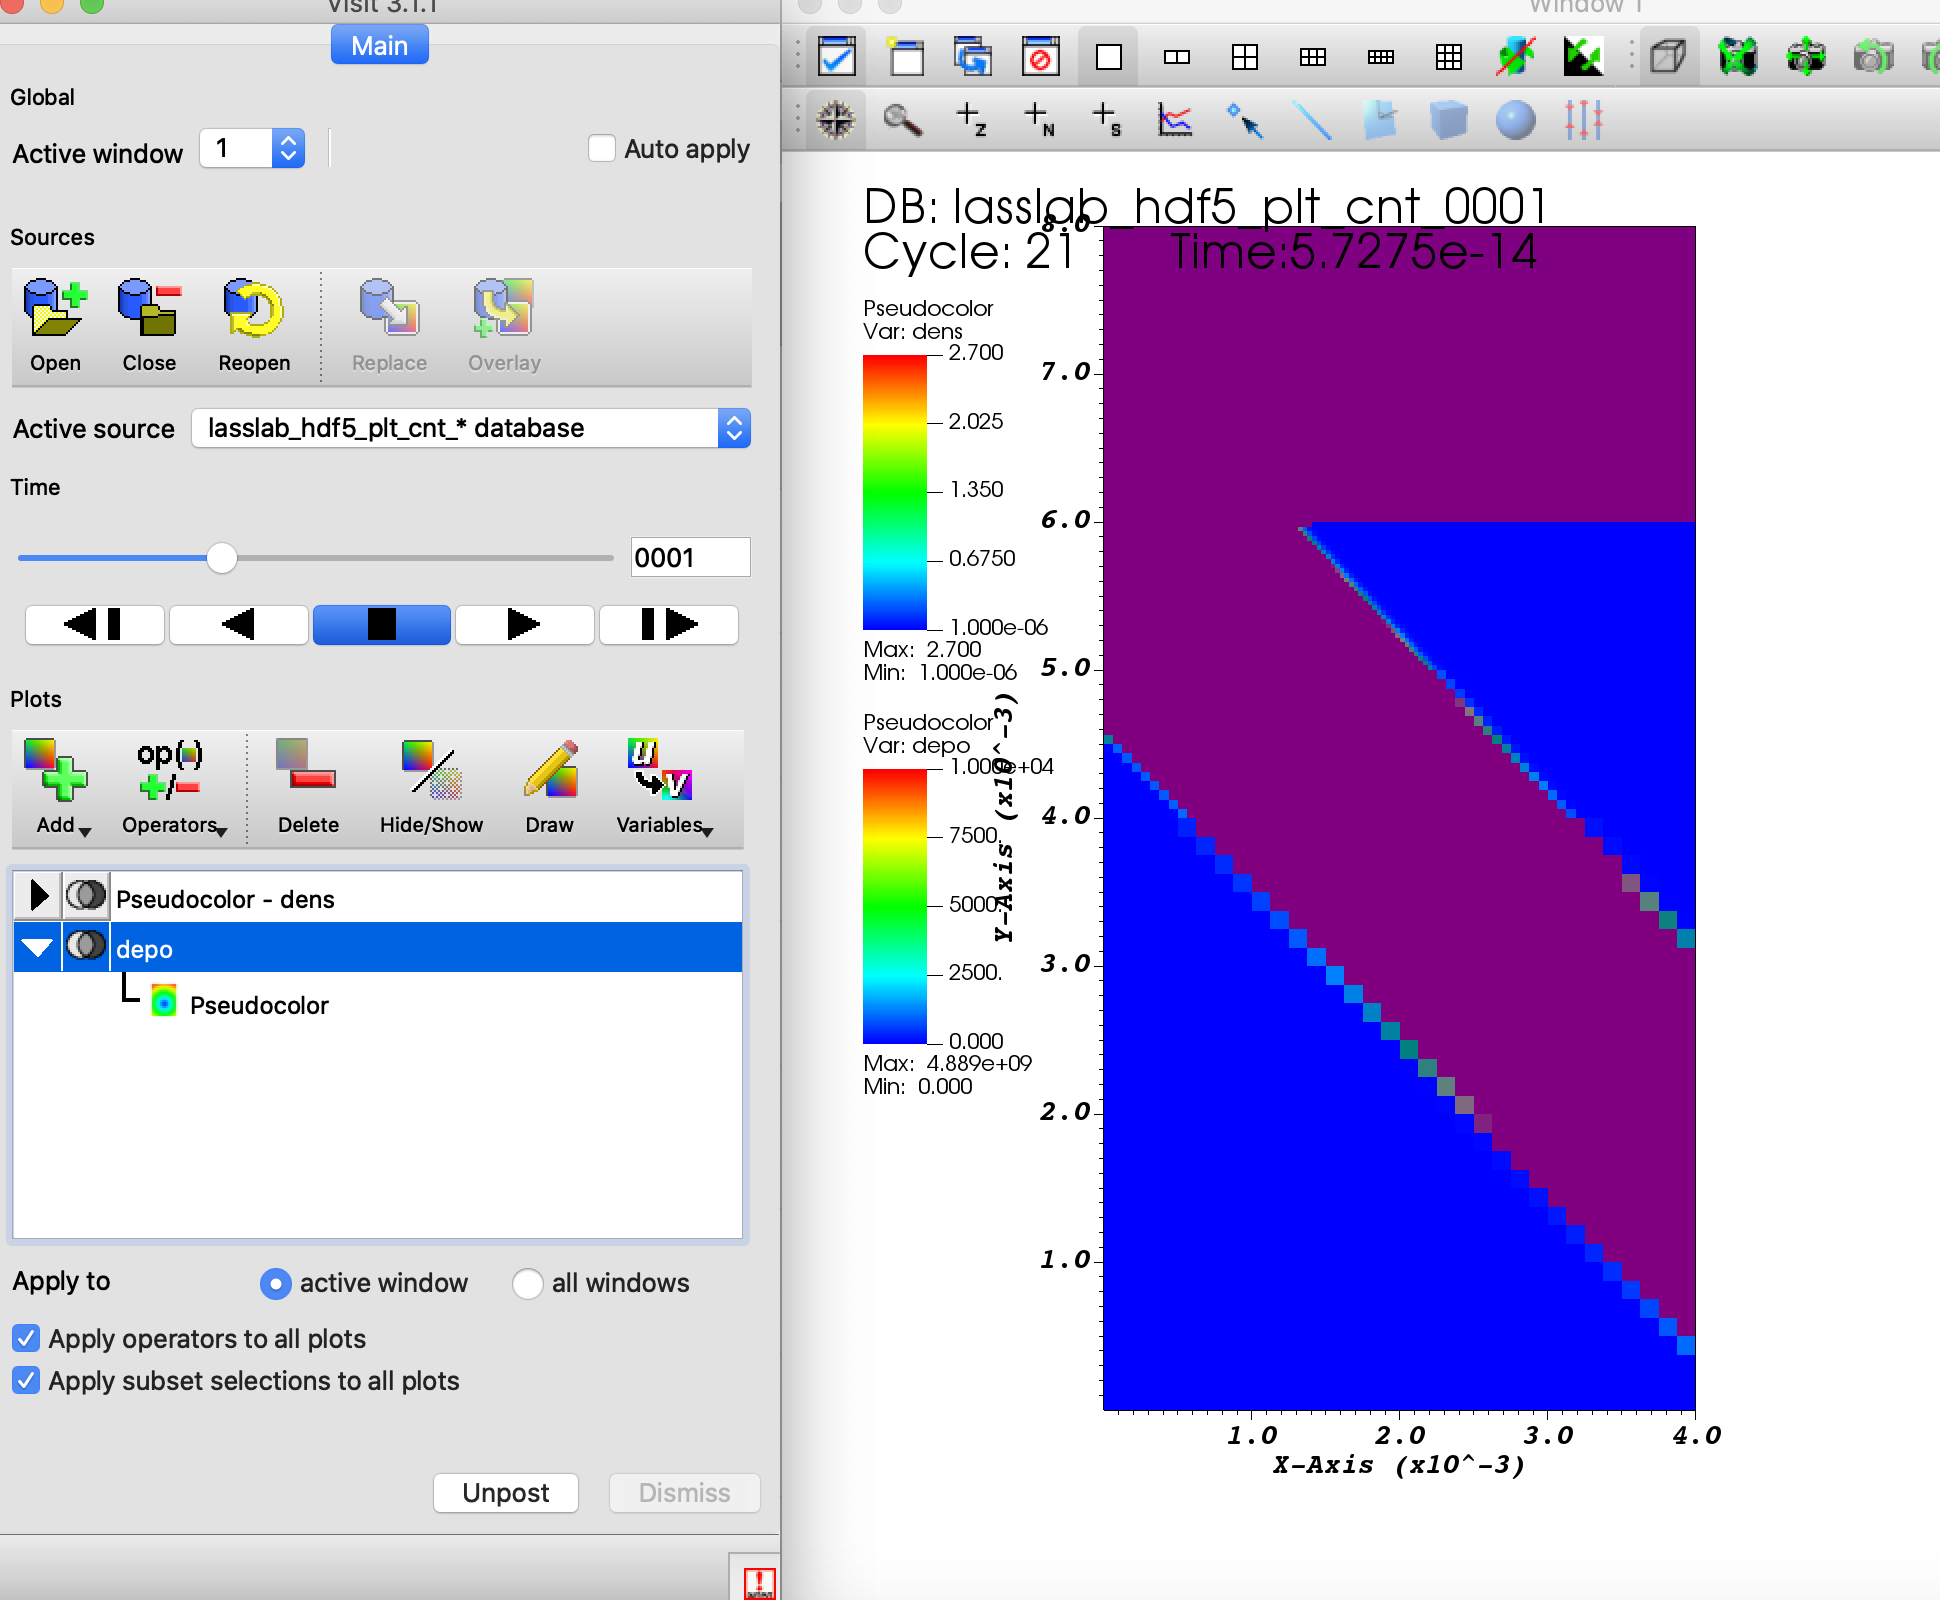 Visit 3.1.1
Main
Global
Active window
1
Auto apply
Sources
Open
Close
Reopen
Replace
Overlay
Active source
lasslab_hdf5_plt_cnt_* database
Time
0001
Plots
op( )
+/-
Add
Operators
Delete
Hide/Show
Draw
Variables
Pseudocolor - dens
depo
Pseudocolor
Apply to
active window
all windows
Apply operators to all plots
Apply subset selections to all plots
Unpost
Dismiss
Window 1
Z
N
S
DB: lasslab_hdf5_plt_cnt_0001
Cycle: 21 Time:5.7275e-14
Pseudocolor
Var: dens
2.700
2.025
1.350
0.6750
1.000e-06
Max: 2.700
Min: 1.000e-06
Pseudocolor
Var: depo
1.000e+04
7500.
5000.
2500.
0.000
Max: 4.889e+09
Min: 0.000
Y-Axis (x10^-3)
8.0
7.0
6.0
5.0
4.0
3.0
2.0
1.0
1.0
2.0
3.0
4.0
X-Axis (x10^-3)